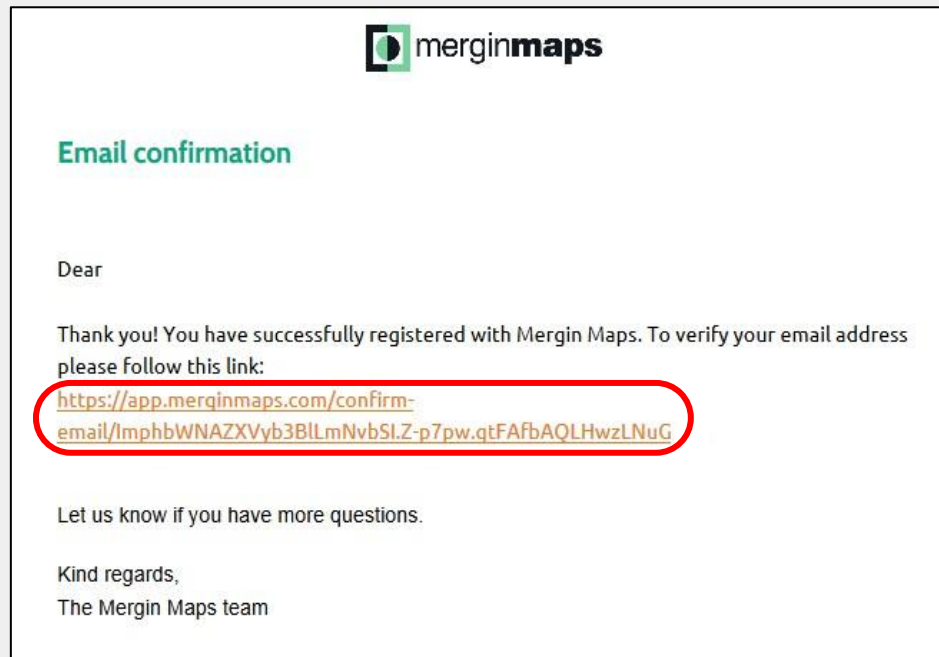 merginmaps
Email confirmation
Dear
Thank you! You have successfully registered with Mergin Maps. To verify your email address
please follow this link:
https://app.merginmaps.com/confirm-
email/ImphbWNAZXVyb3BlLmNvbSI.Z-p7pw.qtFAfbAQLHwzLNuG
Let us know if you have more questions.
Kind regards,
The Mergin Maps team